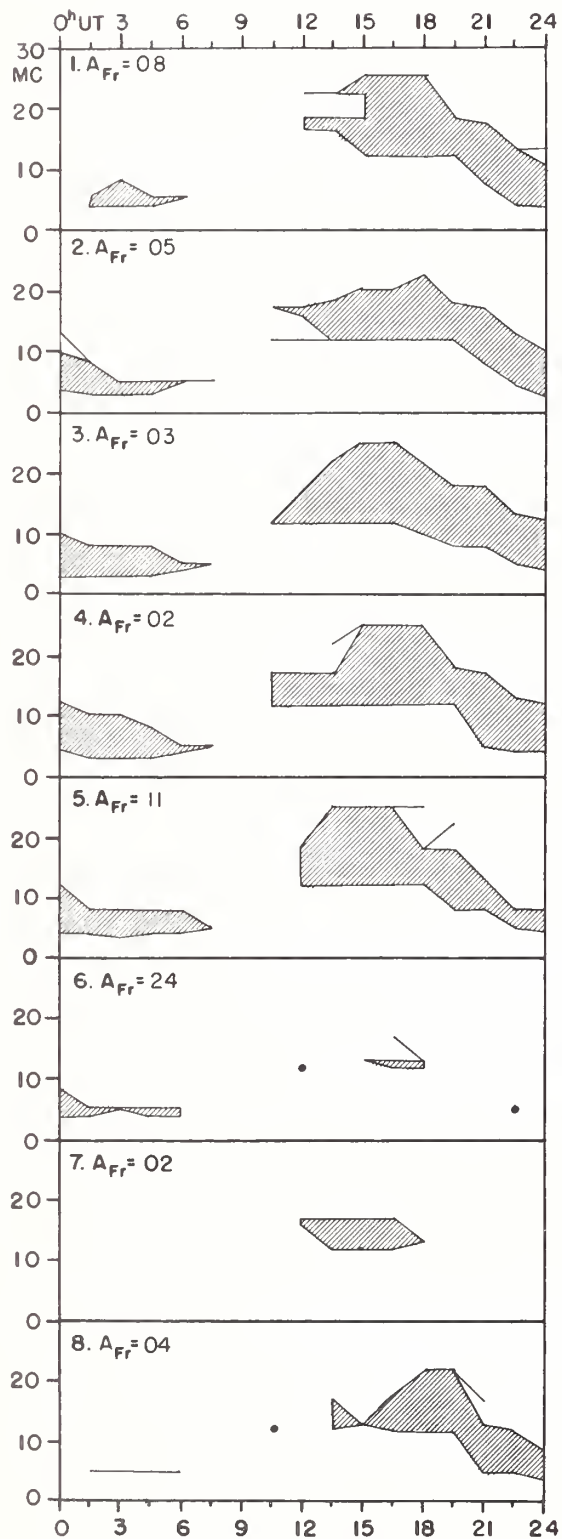 0ʰ UT 3 6 9 12 15 18 21 24
30
MC
1. A_Fr = 08
20
10
0
2. A_Fr = 05
20
10
0
3. A_Fr = 03
20
10
0
4. A_Fr = 02
20
10
0
5. A_Fr = 11
20
10
0
6. A_Fr = 24
20
10
0
7. A_Fr = 02
20
10
0
8. A_Fr = 04
20
10
0
0 3 6 9 12 15 18 21 24